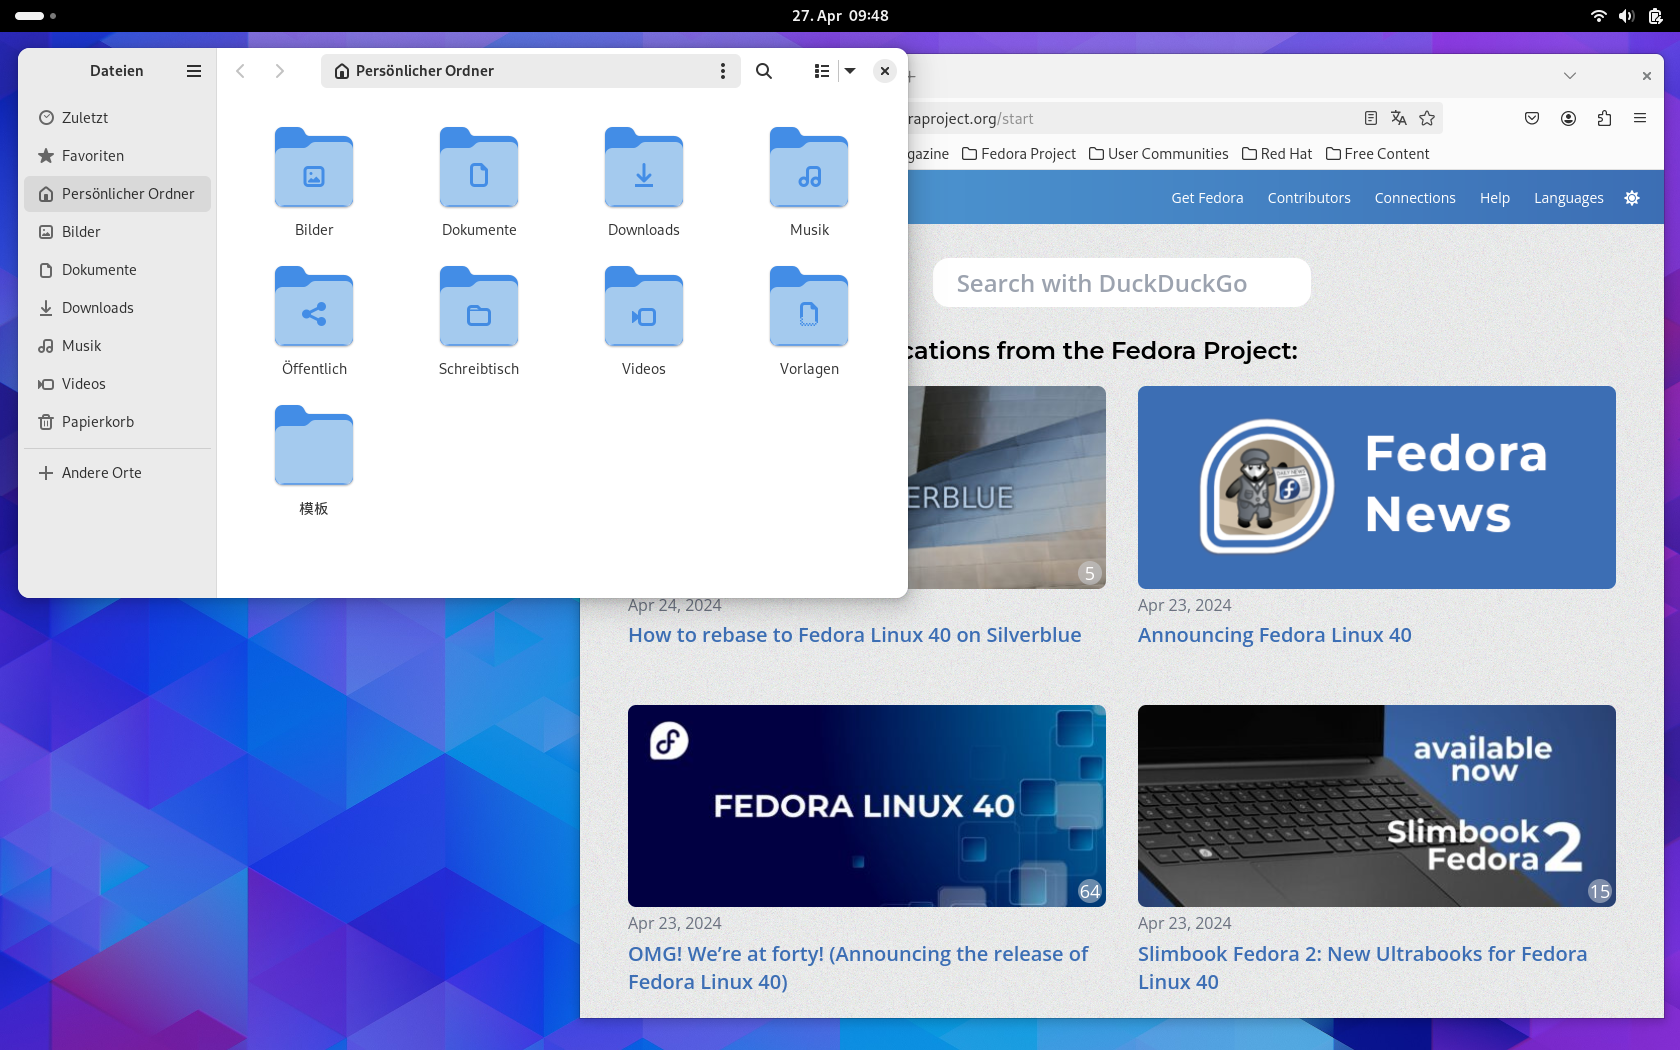 27. Apr 09:48
Dateien
Zuletzt
Favoriten
Persönlicher Ordner
Bilder
Dokumente
Downloads
Musik
Videos
Papierkorb
Andere Orte
Persönlicher Ordner
Bilder
Dokumente
Downloads
Musik
Öffentlich
Schreibtisch
Videos
Vorlagen
模板
raproject.org/start
gazine
Fedora Project
User Communities
Red Hat
Free Content
Get Fedora
Contributors
Connections
Help
Languages
Search with DuckDuckGo
cations from the Fedora Project:
ERBLUE
5
Apr 24, 2024
How to rebase to Fedora Linux 40 on Silverblue
DAILY NEWS
Fedora
News
Apr 23, 2024
Announcing Fedora Linux 40
FEDORA LINUX 40
64
Apr 23, 2024
OMG! We’re at forty! (Announcing the release of
Fedora Linux 40)
available
now
Slimbook
Fedora 2
15
Apr 23, 2024
Slimbook Fedora 2: New Ultrabooks for Fedora
Linux 40